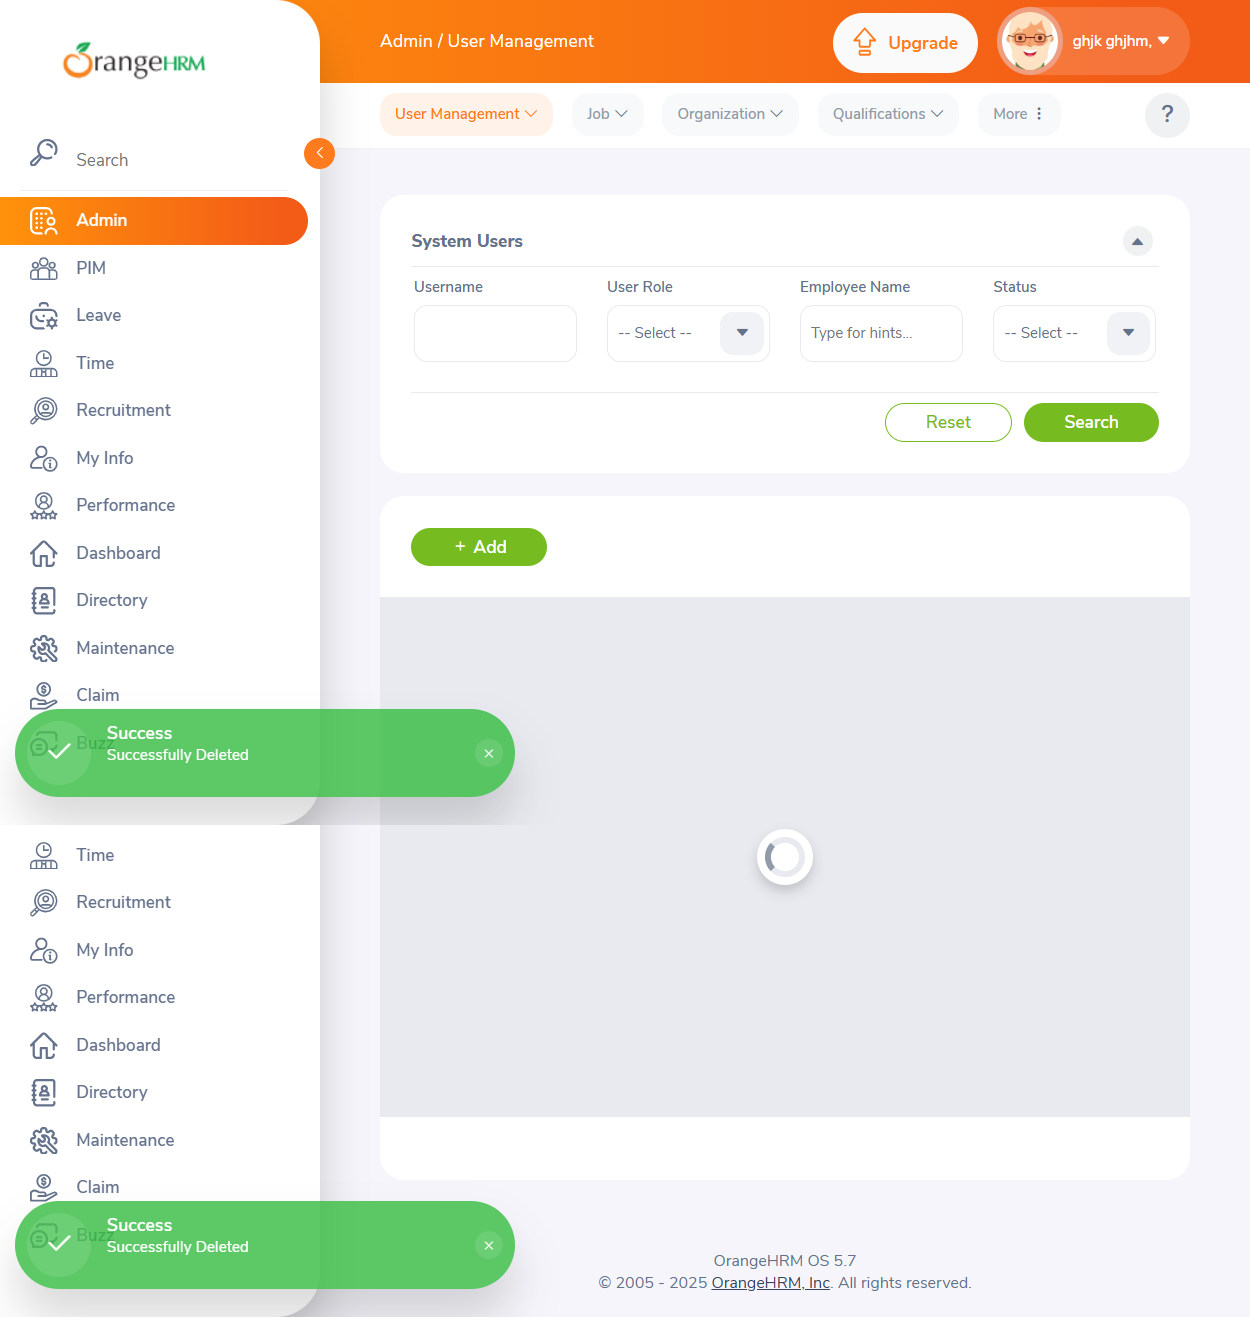 OrangeHRM
Search
Admin
PIM
Leave
Time
Recruitment
My Info
Performance
Dashboard
Directory
Maintenance
Claim
Buzz
Success
Successfully Deleted
Time
Recruitment
My Info
Performance
Dashboard
Directory
Maintenance
Claim
Buzz
Success
Successfully Deleted
Admin / User Management
Upgrade
ghjk ghjhm,
User Management
Job
Organization
Qualifications
More
?
System Users
Username
User Role
Employee Name
Status
-- Select --
Type for hints...
-- Select --
Reset
Search
+ Add
OrangeHRM OS 5.7
© 2005 - 2025 OrangeHRM, Inc. All rights reserved.